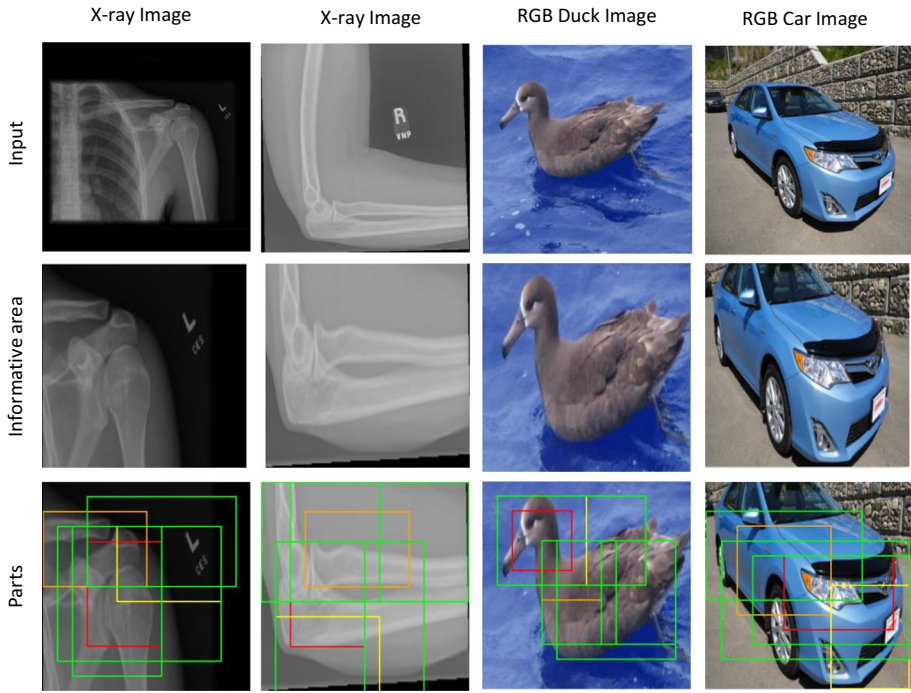 X-ray Image
X-ray Image
RGB Duck Image
RGB Car Image
Input
L
R
VMP
Informative area
L
Parts
L